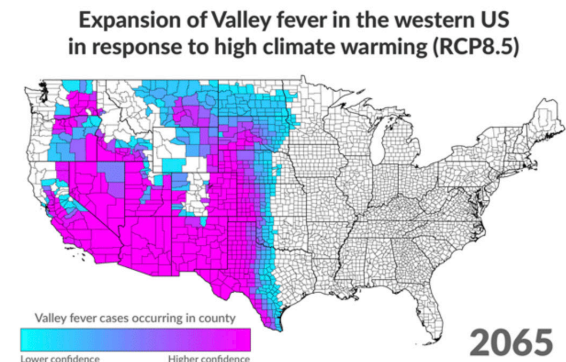 Expansion of Valley fever in the western US
in response to high climate warming (RCP8.5)
Valley fever cases occurring in county
Lower confidence Higher confidence
2065